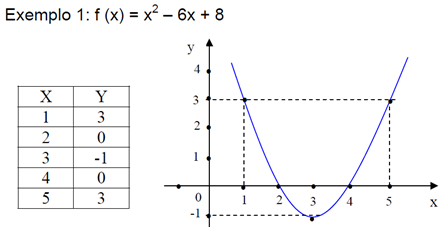 Exemplo 1: f (x) = x² – 6x + 8
X Y
1 3
2 0
3 -1
4 0
5 3
y
4
3
2
1
0 1 2 3 4 5 x
-1